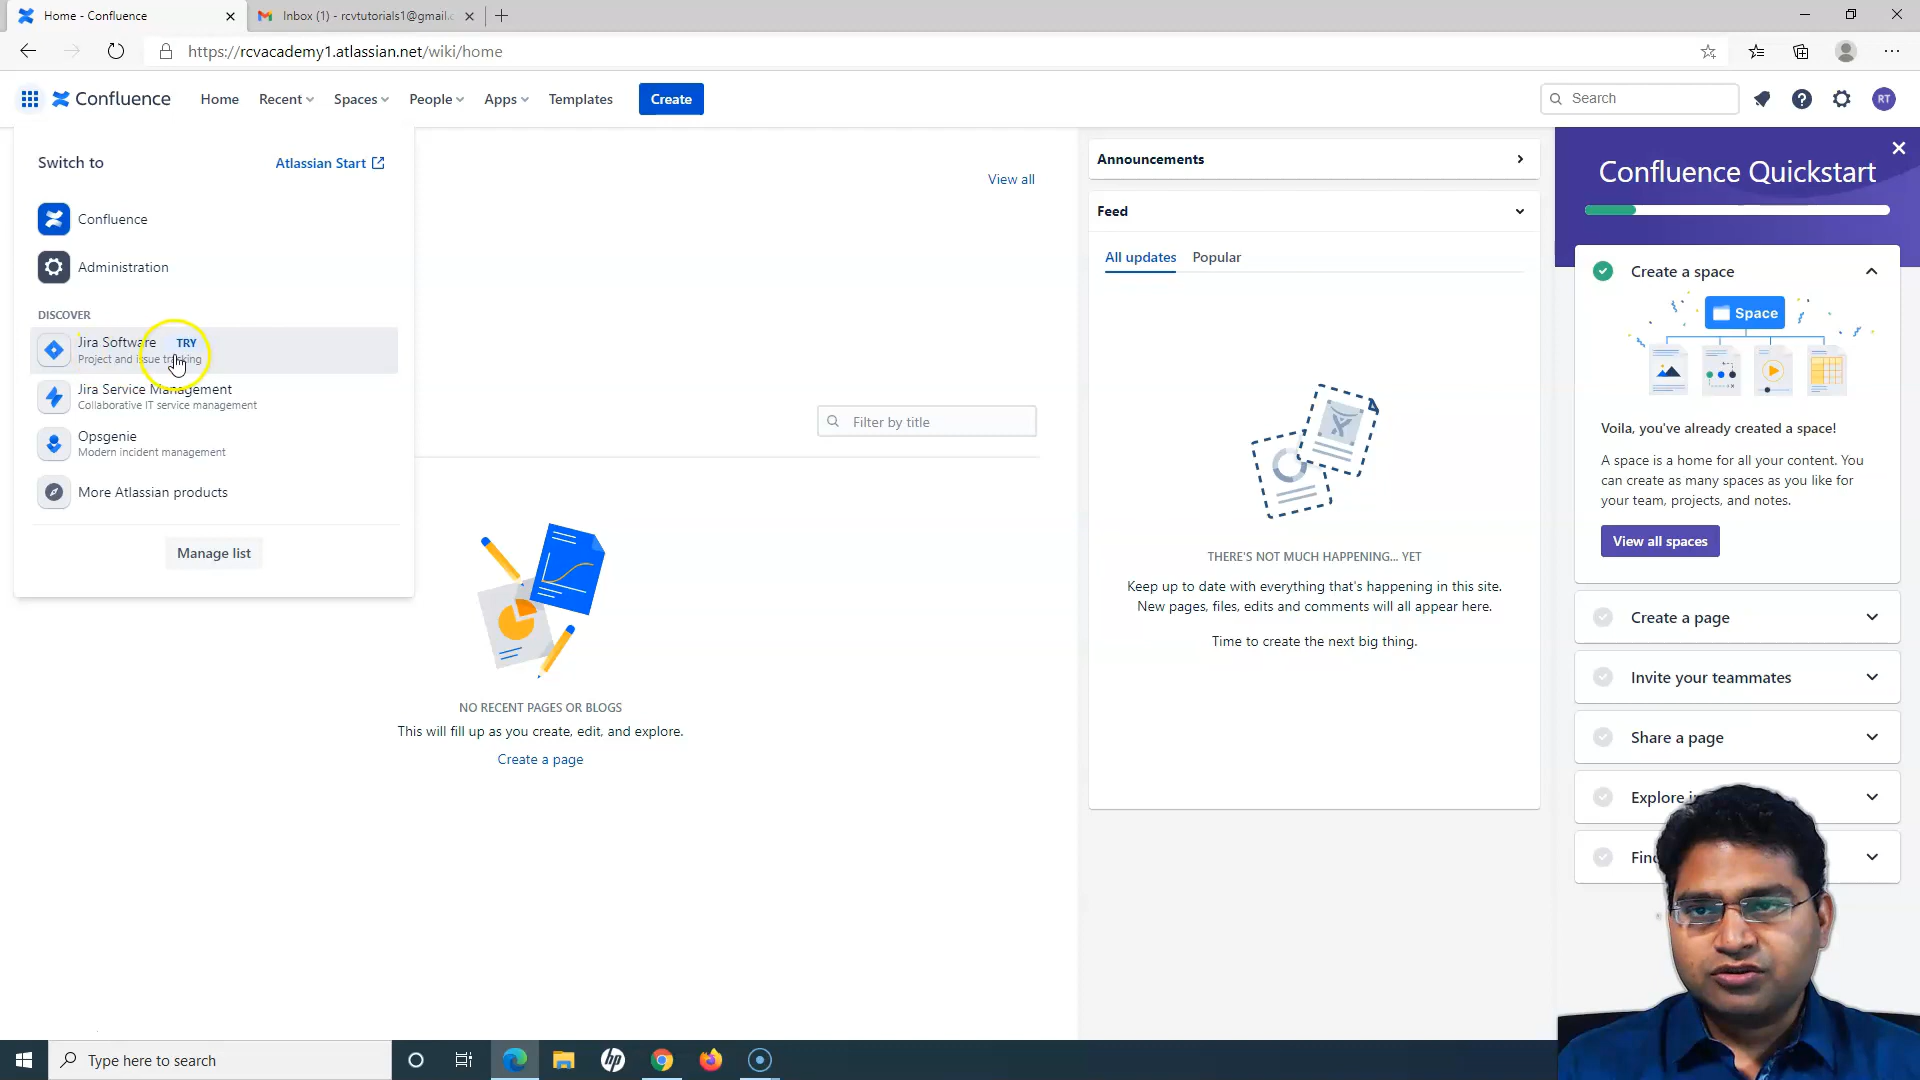 Home - Confluence
Inbox (1) - rcvtutorials1@gmail.c
https://rcvacademy1.atlassian.net/wiki/home
Confluence
Home
Recent
Spaces
People
Apps
Templates
Create
Search
RT
Switch to
Atlassian Start
Confluence
Administration
DISCOVER
Jira Software TRY
Project and issue tracking
Jira Service Management
Collaborative IT service management
Opsgenie
Modern incident management
More Atlassian products
Manage list
View all
Filter by title
NO RECENT PAGES OR BLOGS
This will fill up as you create, edit, and explore.
Create a page
Announcements
Feed
All updates
Popular
THERE'S NOT MUCH HAPPENING... YET
Keep up to date with everything that's happening in this site.
New pages, files, edits and comments will all appear here.
Time to create the next big thing.
Confluence Quickstart
Create a space
Space
Voila, you've already created a space!
A space is a home for all your content. You
can create as many spaces as you like for
your team, projects, and notes.
View all spaces
Create a page
Invite your teammates
Share a page
Explore
Type here to search
hp